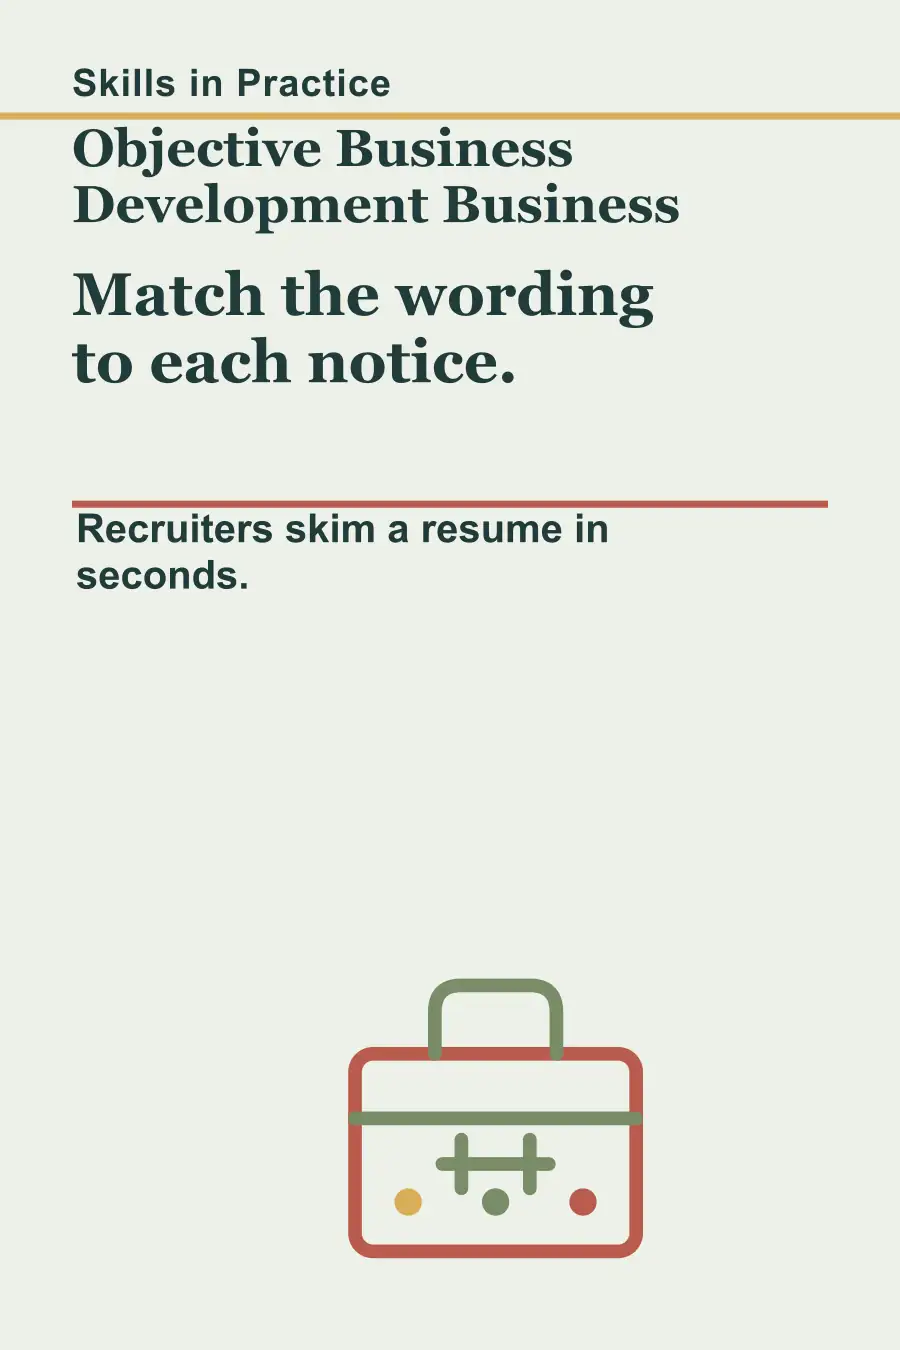 Skills in Practice
Objective Business
Development Business
Match the wording
to each notice.
Recruiters skim a resume in
seconds.